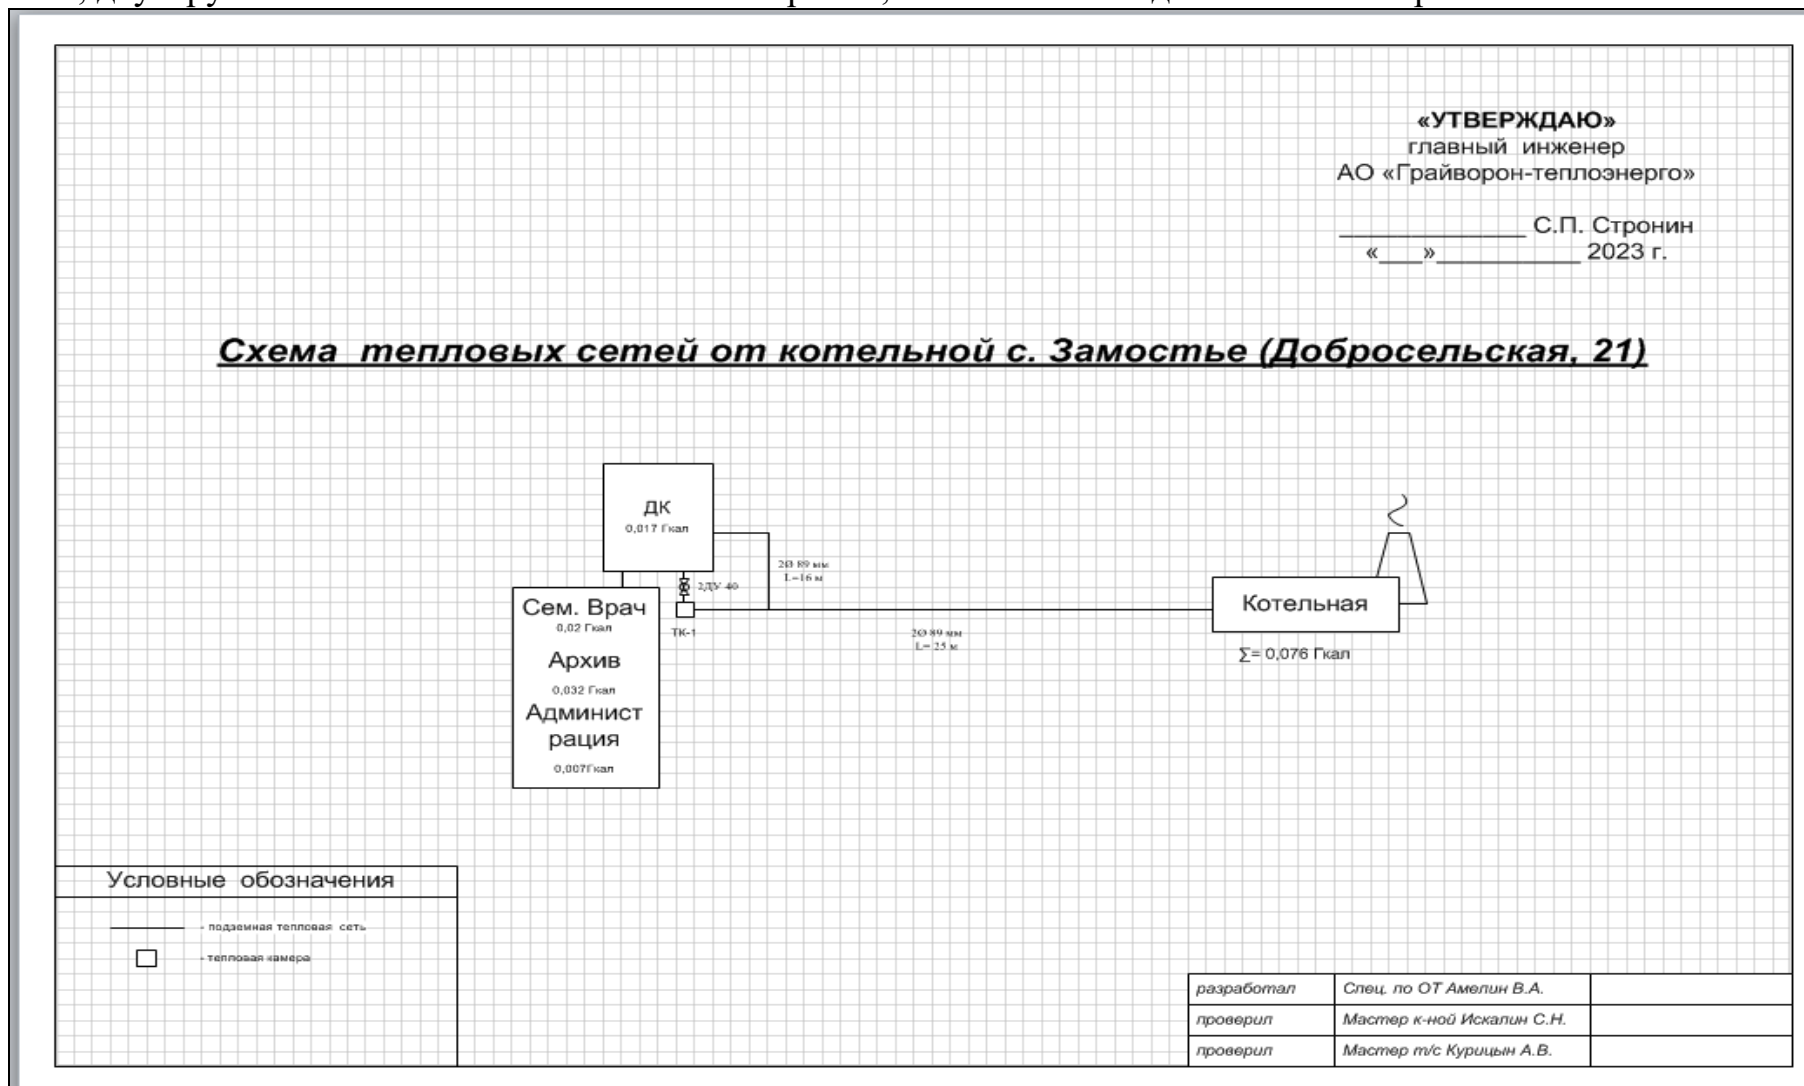 «УТВЕРЖДАЮ»
главный инженер
АО «Грайворон-теплоэнерго»
_____________ С.П. Стронин
«___»__________ 2023 г.
Схема тепловых сетей от котельной с. Замостье (Добросельская, 21)
ДК
0,017 Гкал
2Ø 89 мм
L=16 м
2ДУ 40
ТК-1
Сем. Врач
0,02 Гкал
Архив
0,032 Гкал
Админист
рация
0,007Гкал
2Ø 89 мм
L= 25 м
Котельная
∑= 0,076 Гкал
Условные обозначения
- подземная тепловая сеть
- тепловая камера
разработал Спец. по ОТ Амелин В.А.
проверил Мастер к-ной Искалин С.Н.
проверил Мастер т/с Курицын А.В.